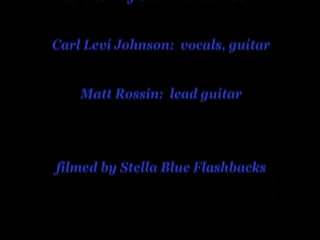 Carl Levi Johnson: vocals, guitar
Matt Rossin: lead guitar
filmed by Stella Blue Flashbacks